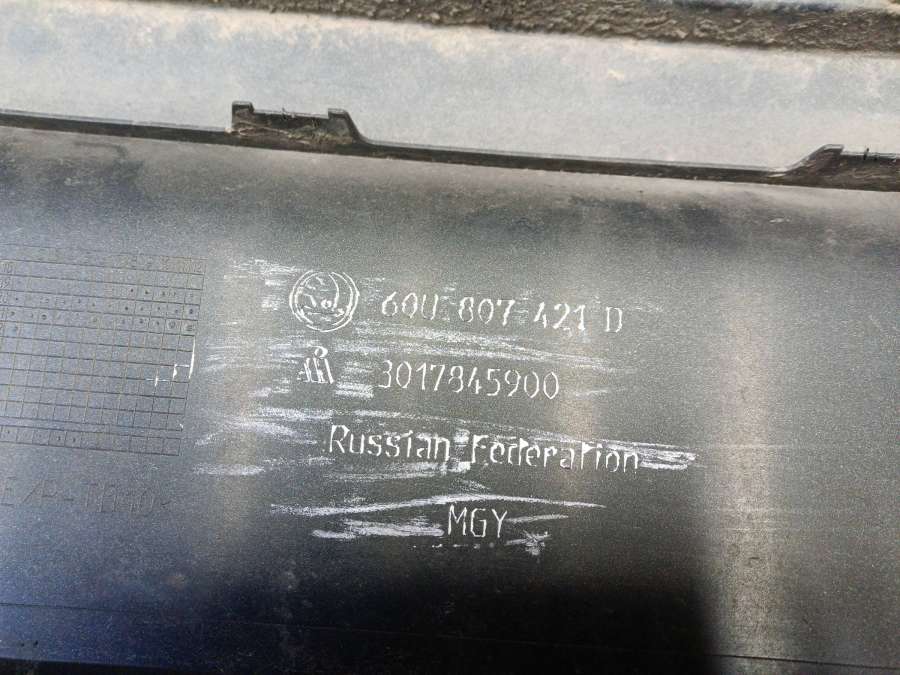 6QU 807 421 D
3017845900
Russian Federation
MGY